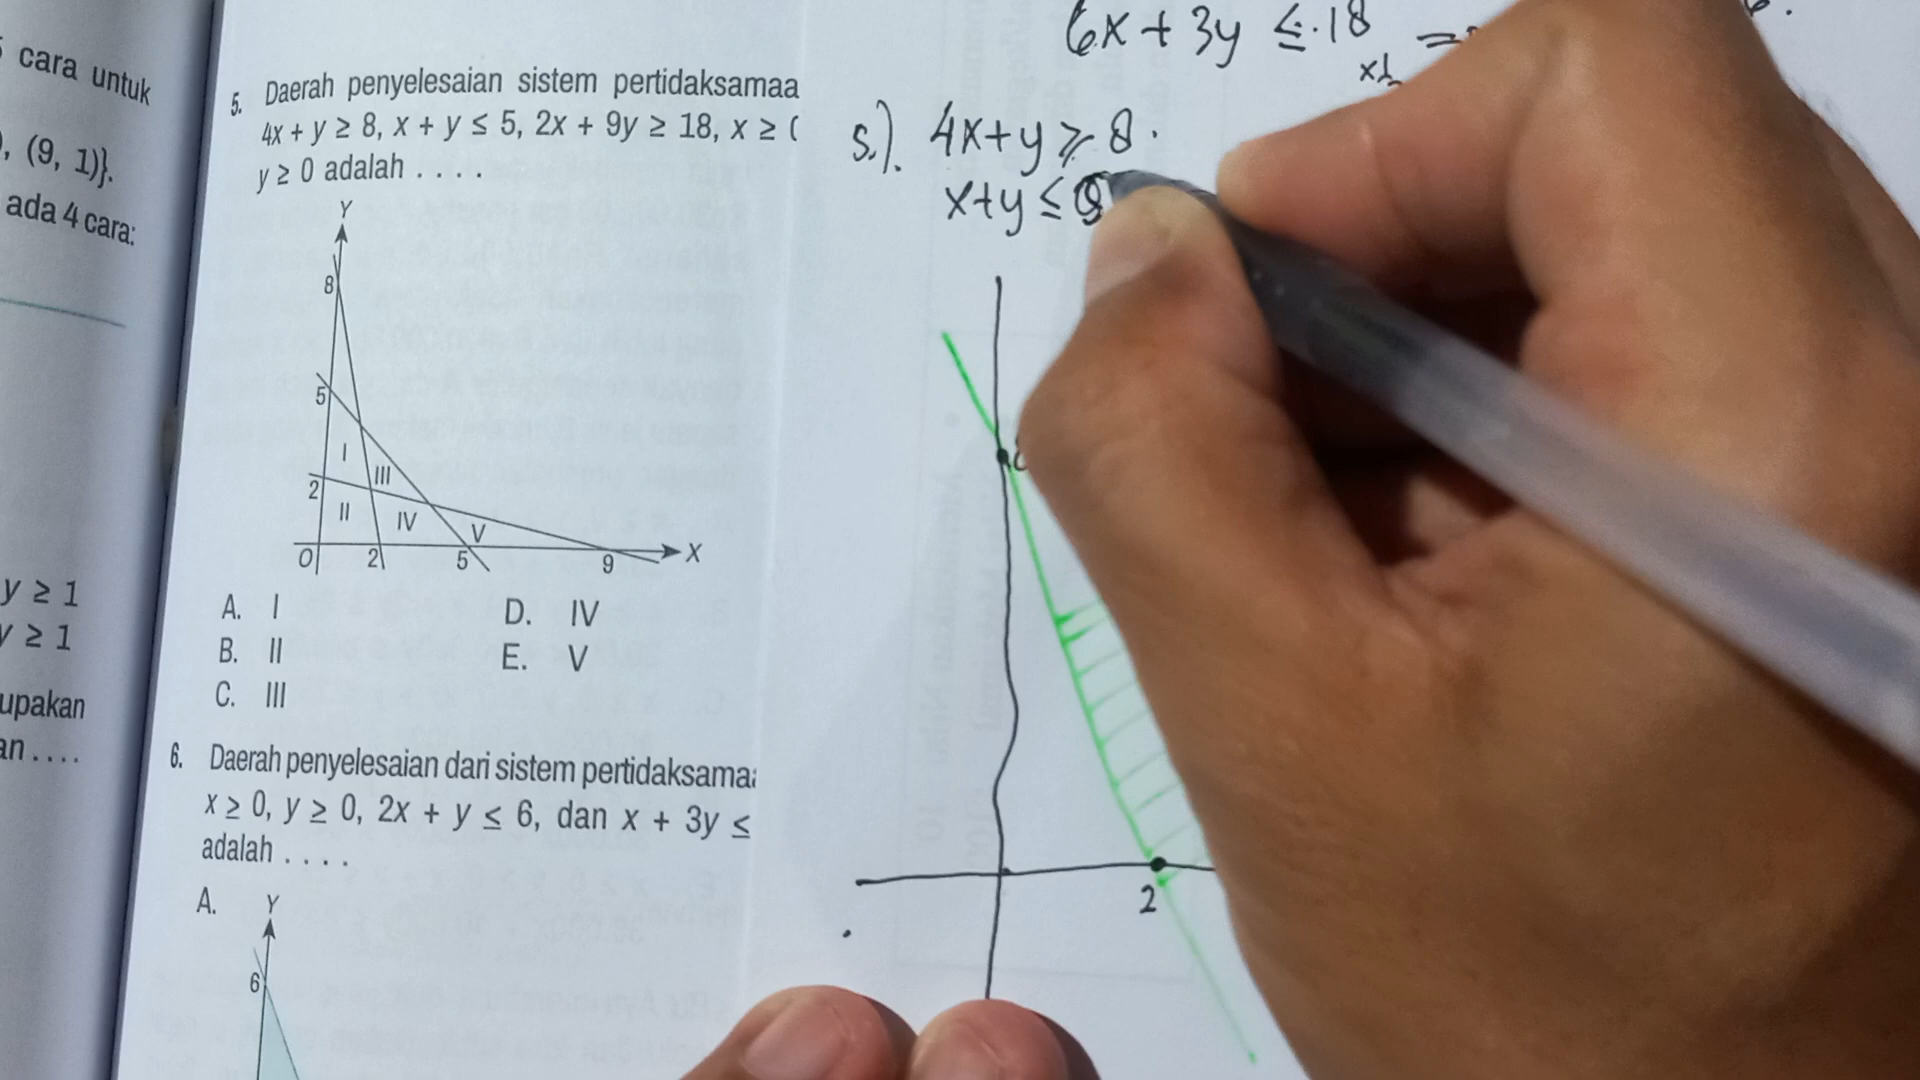 cara untuk
, (9, 1)}.
ada 4 cara:
y ≥ 1
y ≥ 1
upakan
an . . . .
5. Daerah penyelesaian sistem pertidaksamaa
4x + y ≥ 8, x + y ≤ 5, 2x + 9y ≥ 18, x ≥ (
y ≥ 0 adalah . . . .
Y
8
5
I
III
2
II
IV
V
O
2
5
9
X
A. I
D. IV
B. II
E. V
C. III
6. Daerah penyelesaian dari sistem pertidaksama
x ≥ 0, y ≥ 0, 2x + y ≤ 6, dan x + 3y ≤
adalah . . . .
A.
Y
6
6x + 3y ≤ 18 =
5.). 4x+y ≥ 8
x+y ≤
2